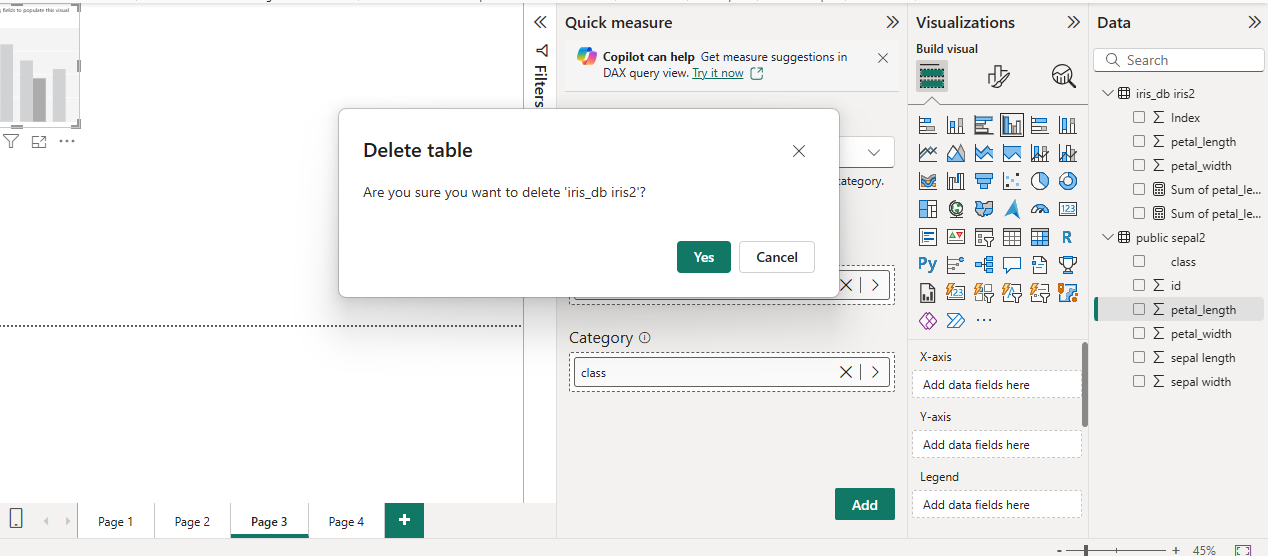 fields to populate this visual
Filters
Quick measure
Copilot can help Get measure suggestions in
DAX query view. Try it now
category.
Delete table
Are you sure you want to delete 'iris_db iris2'?
Yes
Cancel
Category
class
Add
Visualizations
Build visual
R
Py
123
123
...
X-axis
Add data fields here
Y-axis
Add data fields here
Legend
Add data fields here
Data
Search
iris_db iris2
Index
petal_length
petal_width
Sum of petal_le...
Sum of petal_le...
public sepal2
class
id
petal_length
petal_width
sepal length
sepal width
Page 1
Page 2
Page 3
Page 4
+
- + 45%